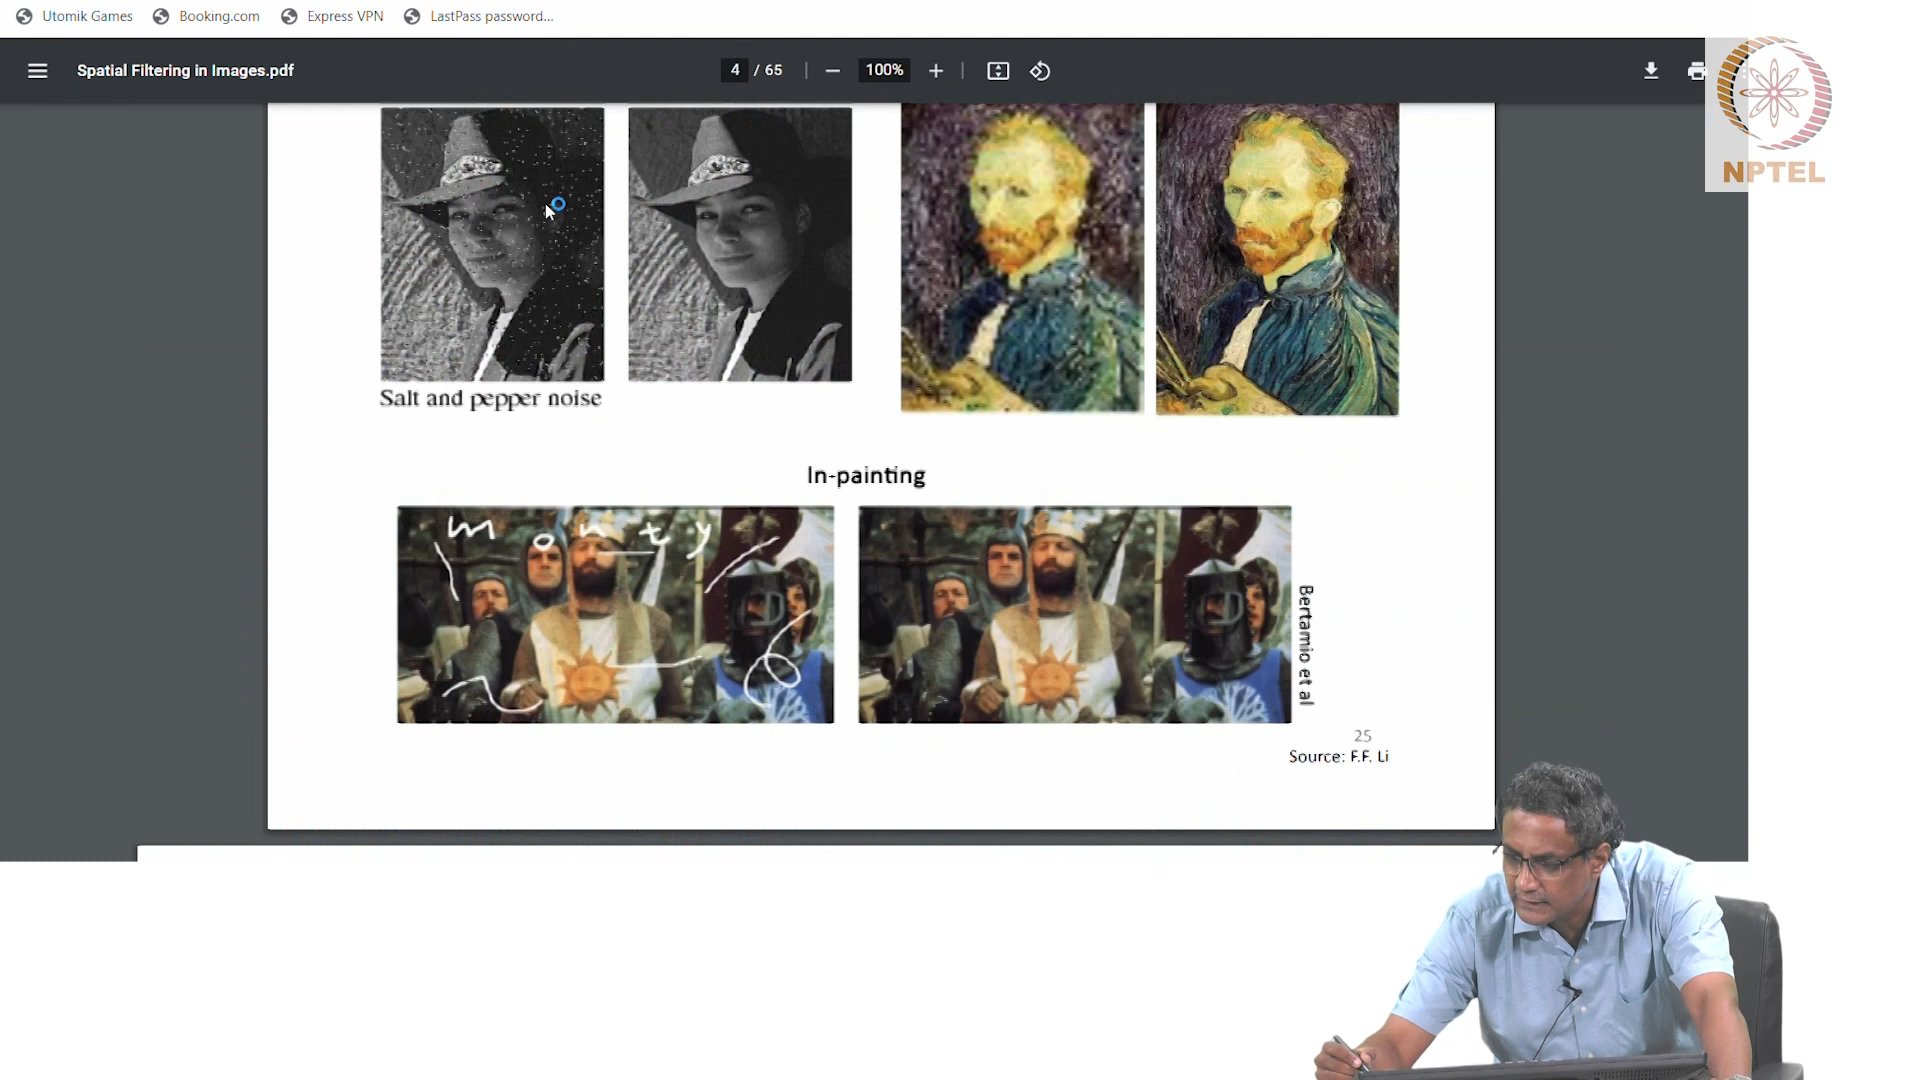 Utomik Games Booking.com Express VPN LastPass password...
Spatial Filtering in Images.pdf 4 / 65 100%
NPTEL
Salt and pepper noise
In-painting
m o n t y
Bertamio et al
25
Source: F.F. Li